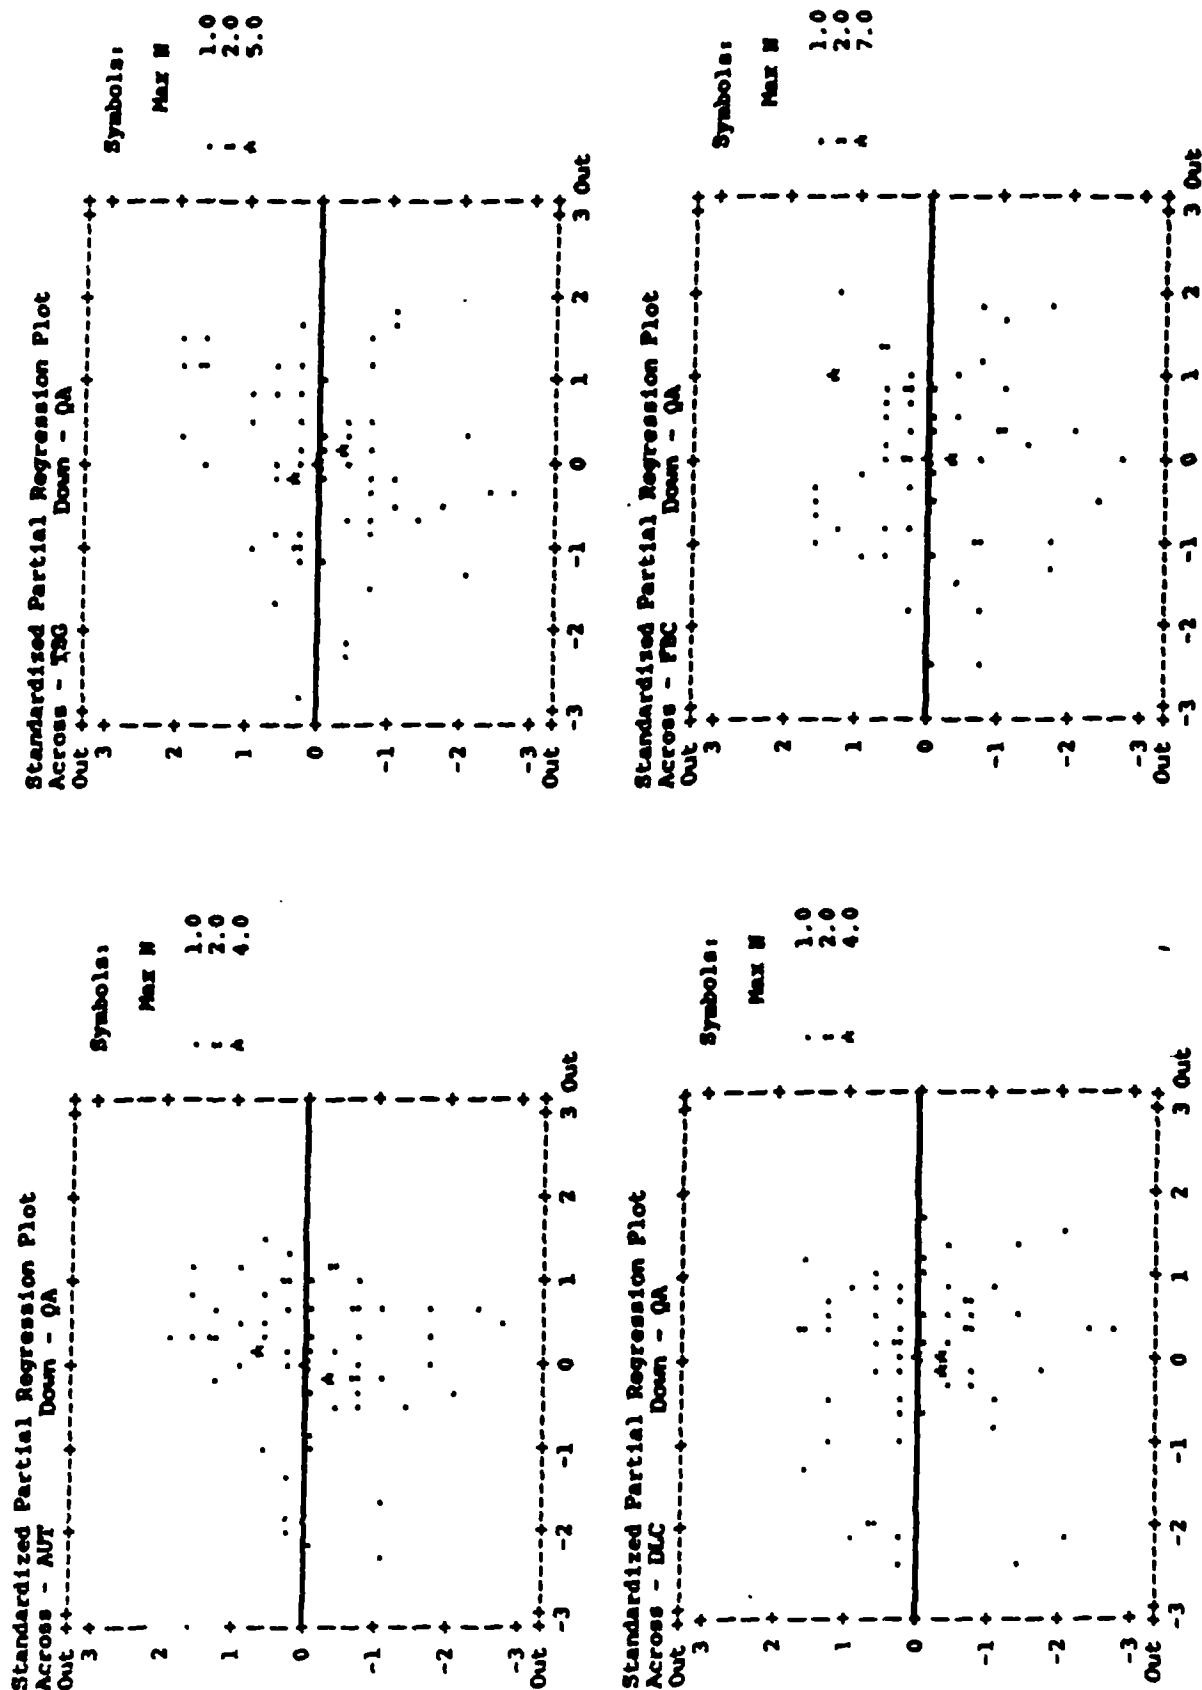 Standardized Partial Regression Plot
Across - AUT Down - QA
Out
3
2
1
0
-1
-2
-3
Out
-3 -2 -1 0 1 2 3 Out
Symbols:
Max N
. 1.0
: 2.0
* 4.0
Standardized Partial Regression Plot
Across - TBG Down - QA
Out
3
2
1
0
-1
-2
-3
Out
-3 -2 -1 0 1 2 3 Out
Symbols:
Max N
. 1.0
: 2.0
* 5.0
Standardized Partial Regression Plot
Across - DLC Down - QA
Out
3
2
1
0
-1
-2
-3
Out
-3 -2 -1 0 1 2 3 Out
Symbols:
Max N
. 1.0
: 2.0
* 4.0
Standardized Partial Regression Plot
Across - FBC Down - QA
Out
3
2
1
0
-1
-2
-3
Out
-3 -2 -1 0 1 2 3 Out
Symbols:
Max N
. 1.0
: 2.0
* 7.0